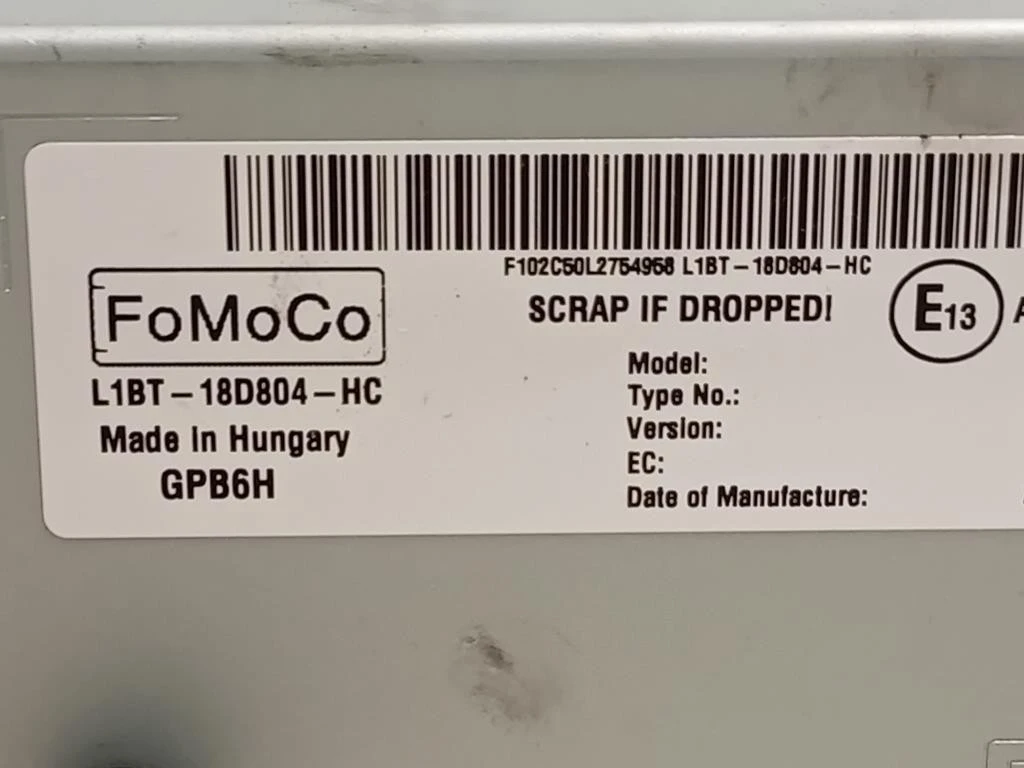 F102C50L2754958 L1BT-18D804-HC
FoMoCo
SCRAP IF DROPPED!
E13
L1BT-18D804-HC
Made In Hungary
GPB6H
Model:
Type No.:
Version:
EC:
Date of Manufacture: